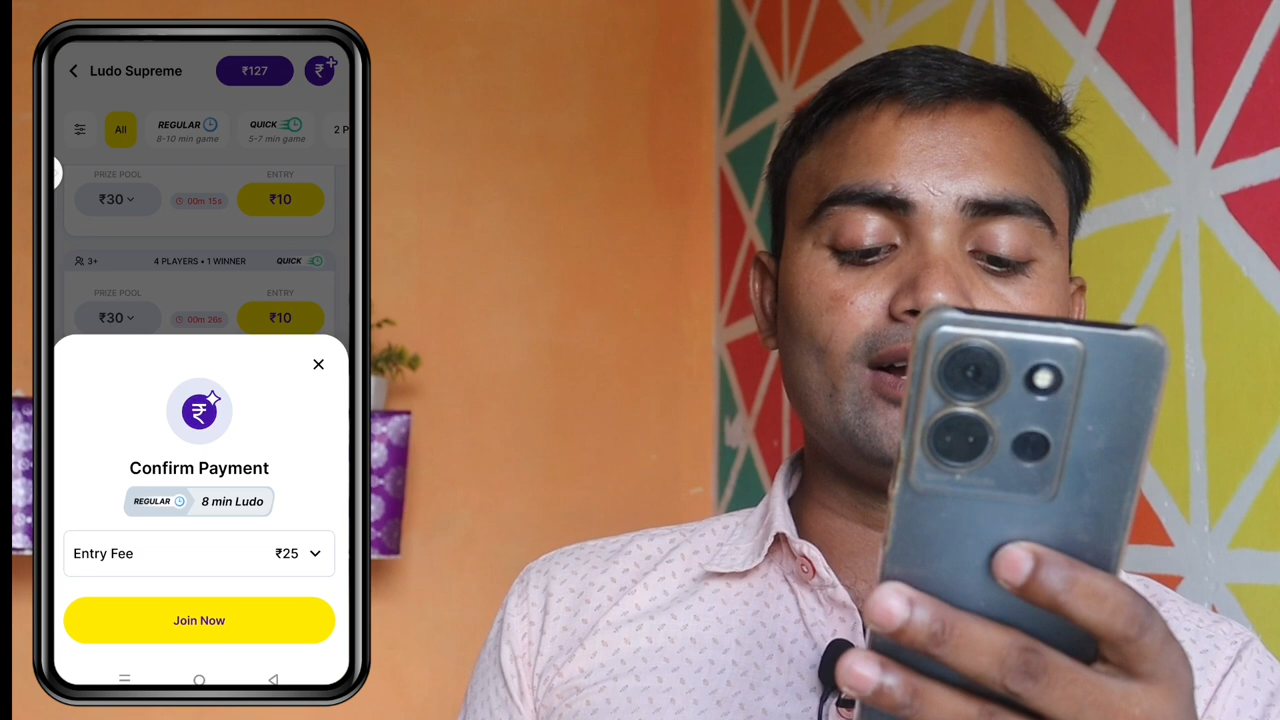 Ludo Supreme
₹127
₹
All
REGULAR
8-10 min game
QUICK
5-7 min game
2 P
PRIZE POOL
ENTRY
₹30
00m 15s
₹10
3+
4 PLAYERS • 1 WINNER
QUICK
PRIZE POOL
ENTRY
₹30
00m 26s
₹10
₹
Confirm Payment
REGULAR
8 min Ludo
Entry Fee
₹25
Join Now